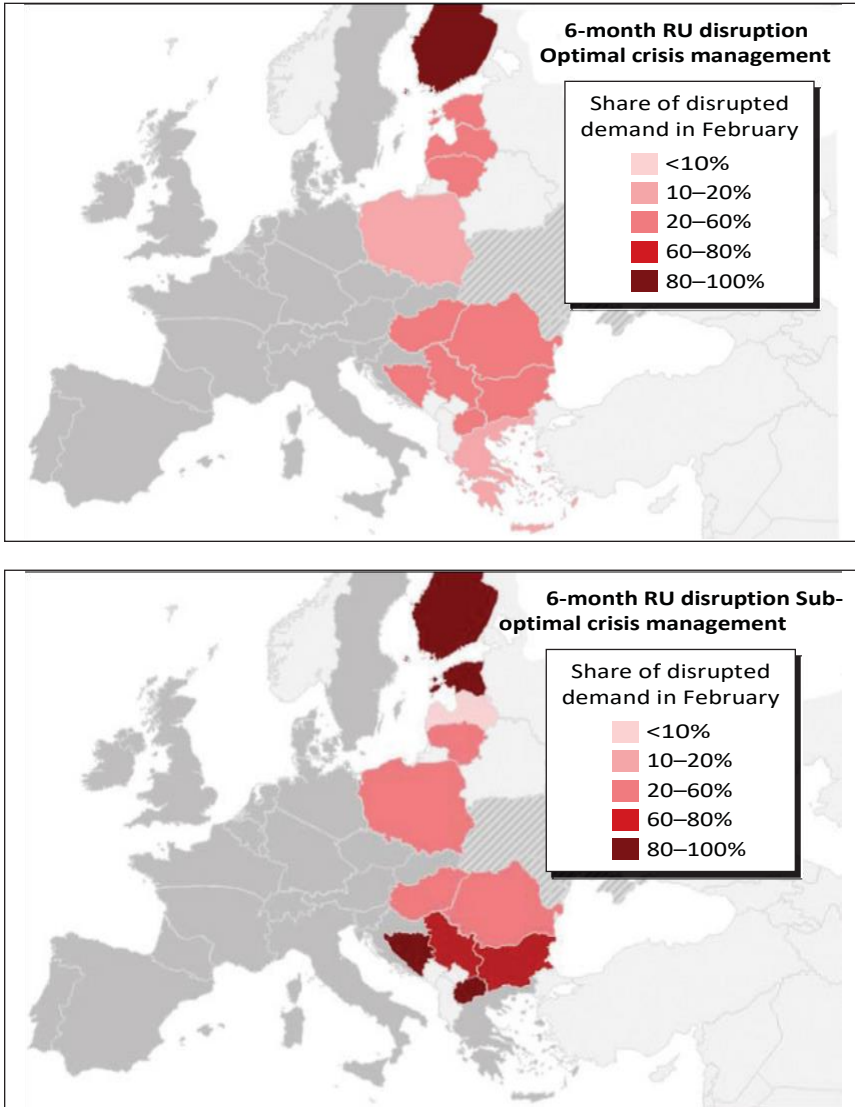 6-month RU disruption
Optimal crisis management
Share of disrupted
demand in February
<10%
10–20%
20–60%
60–80%
80–100%
6-month RU disruption Sub-
optimal crisis management
Share of disrupted
demand in February
<10%
10–20%
20–60%
60–80%
80–100%